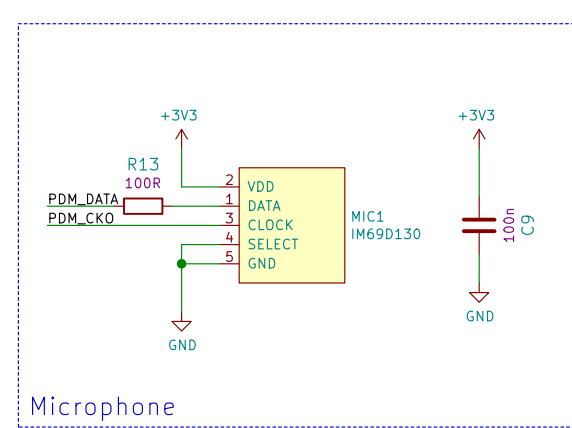 +3V3
+3V3
R13
100R
2
VDD
PDM_DATA
1
DATA
PDM_CKO
3
CLOCK
4
SELECT
5
GND
MIC1
IM69D130
100n
C9
GND
GND
Microphone